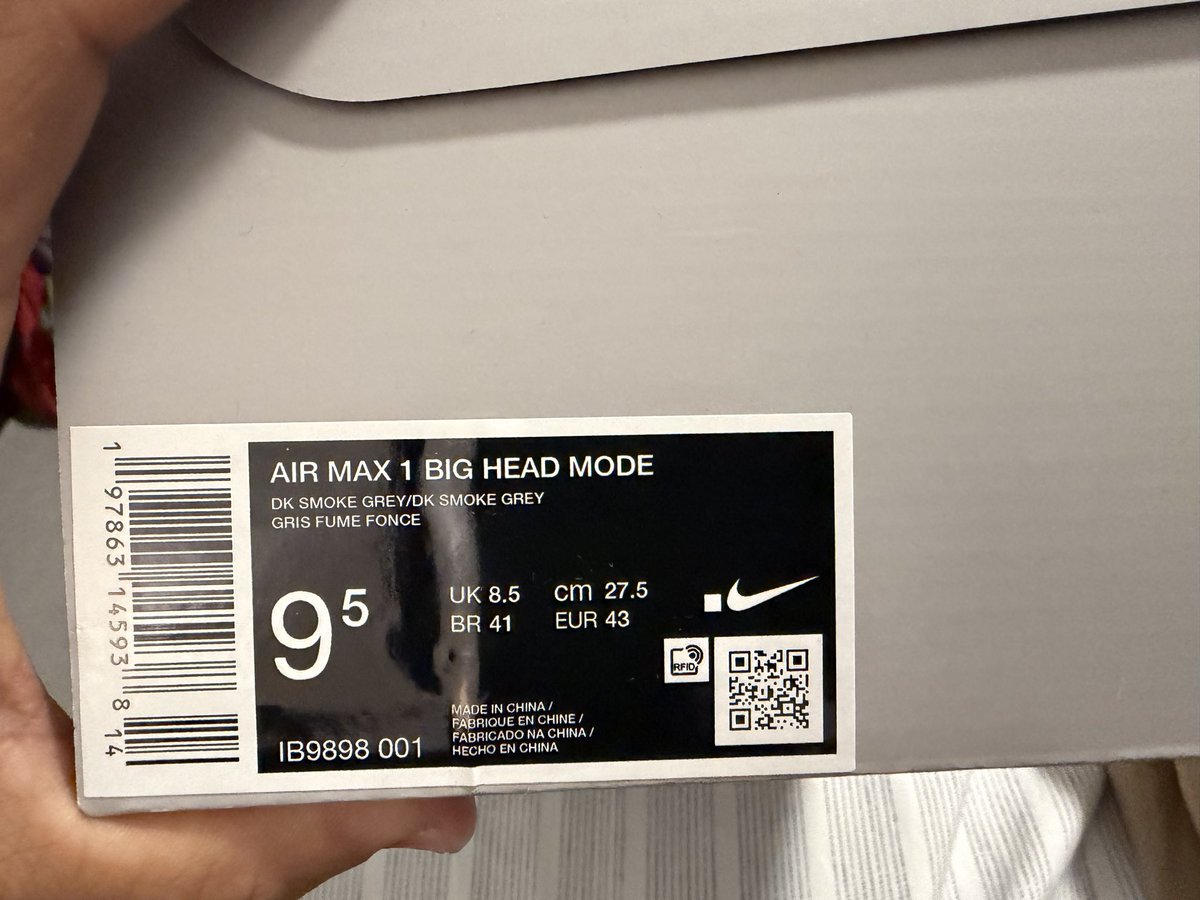 AIR MAX 1 BIG HEAD MODE
DK SMOKE GREY/DK SMOKE GREY
GRIS FUME FONCE
9⁵
UK 8.5 cm 27.5
BR 41 EUR 43
RFID
MADE IN CHINA /
FABRIQUE EN CHINE /
FABRICADO NA CHINA /
HECHO EN CHINA
IB9898 001
1 97863 14593 8 14